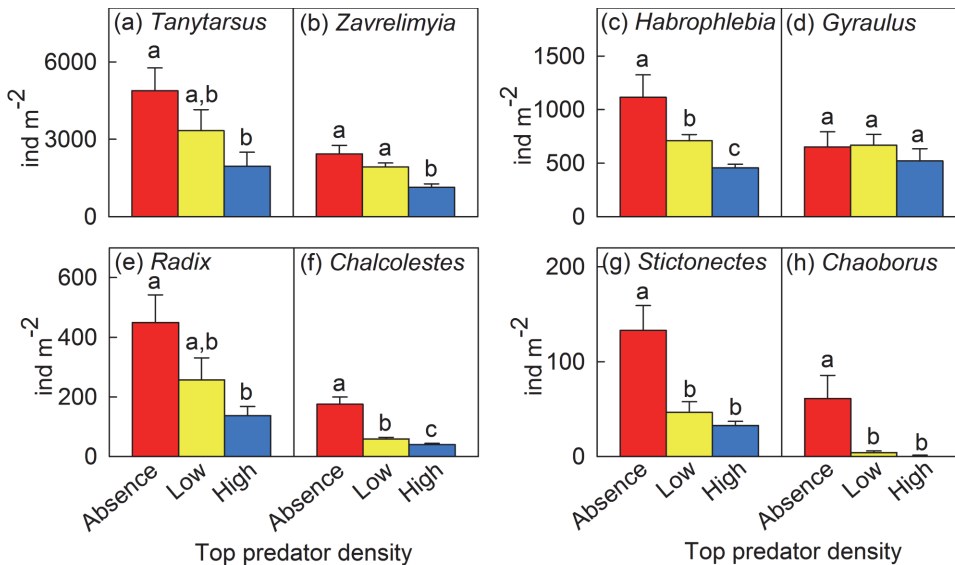 (a) Tanytarsus
(b) Zavrelimyia
ind m-2
6000
3000
0
a
a,b
b
a
a
b
(c) Habrophlebia
(d) Gyraulus
ind m-2
1500
1000
500
0
a
b
c
a
a
a
(e) Radix
(f) Chalcolestes
ind m-2
600
400
200
0
a
a,b
b
a
b
c
Absence
Low
High
Absence
Low
High
Top predator density
(g) Stictonectes
(h) Chaoborus
ind m-2
200
100
0
a
b
b
a
b
b
Absence
Low
High
Absence
Low
High
Top predator density